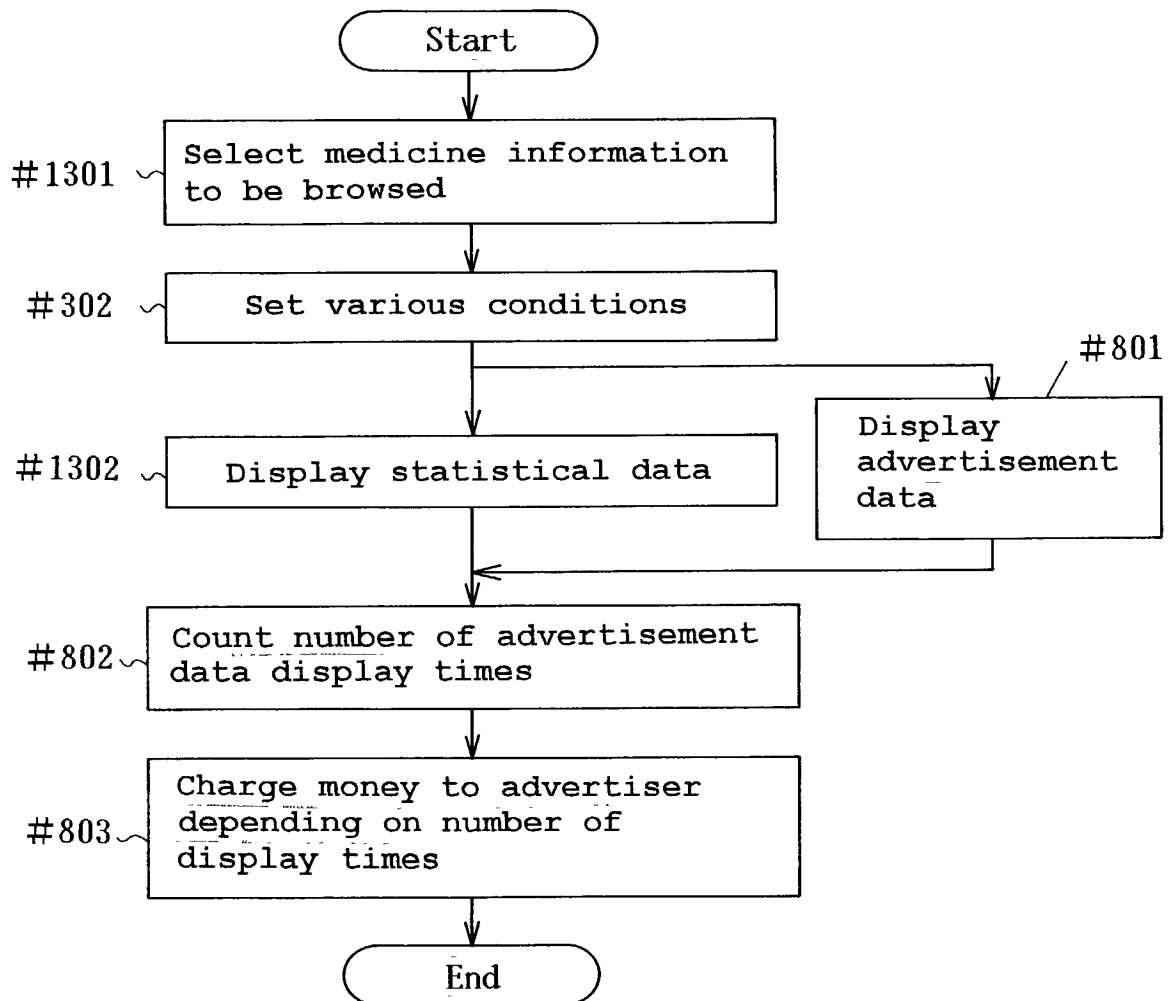 Start
#1301
Select medicine information
to be browsed
#302
Set various conditions
#801
Display
advertisement
data
#1302
Display statistical data
#802
Count number of advertisement
data display times
#803
Charge money to advertiser
depending on number of
display times
End